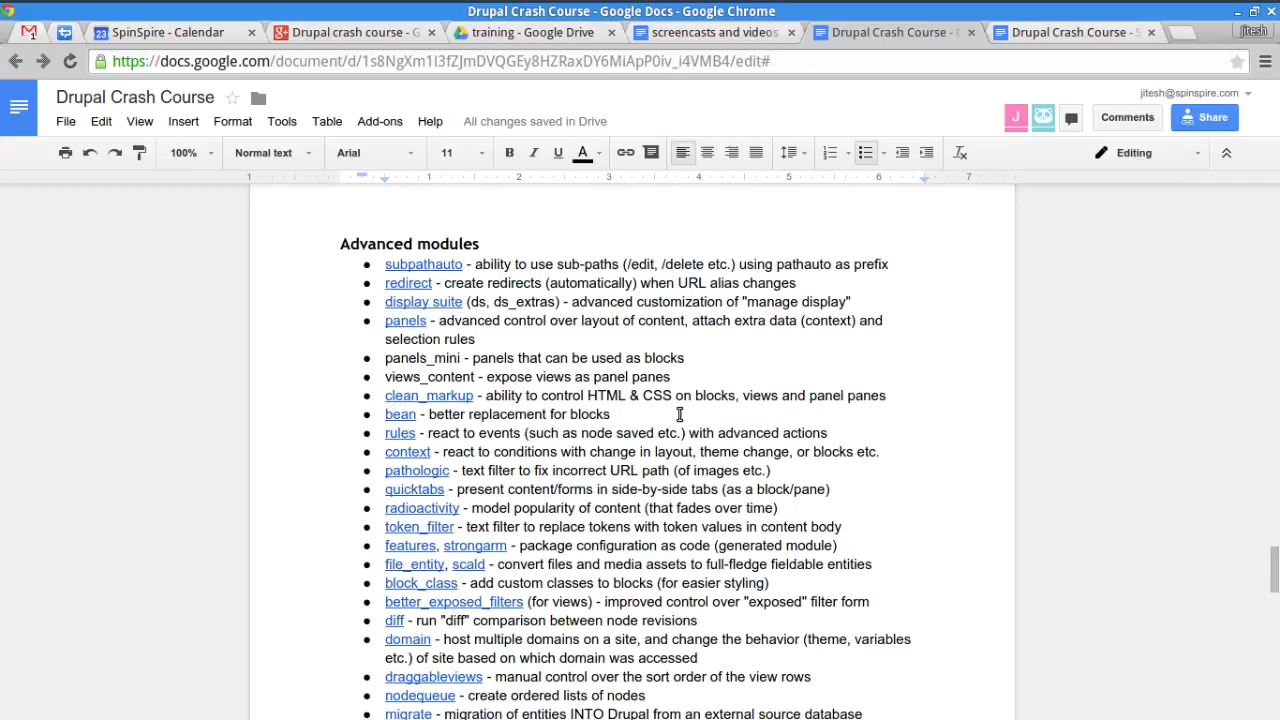 Drupal Crash Course - Google Docs - Google Chrome
1
23 SpinSpire - Calendar × Drupal crash course - G × training - Google Drive × screencasts and videos × Drupal Crash Course - × Drupal Crash Course - S × jitesh
https://docs.google.com/document/d/1s8NgXm1I3fZJmDVQGEy8HZRaxDY6MiApP0iv_i4VMB4/edit#
Drupal Crash Course
jitesh@spinspire.com
File Edit View Insert Format Tools Table Add-ons Help All changes saved in Drive
J Comments Share
100% Normal text Arial 11 B I U A Editing
1 1 2 3 4 5 6 7
Advanced modules
● subpathauto - ability to use sub-paths (/edit, /delete etc.) using pathauto as prefix
● redirect - create redirects (automatically) when URL alias changes
● display suite (ds, ds_extras) - advanced customization of "manage display"
● panels - advanced control over layout of content, attach extra data (context) and
selection rules
● panels_mini - panels that can be used as blocks
● views_content - expose views as panel panes
● clean_markup - ability to control HTML & CSS on blocks, views and panel panes
● bean - better replacement for blocks
● rules - react to events (such as node saved etc.) with advanced actions
● context - react to conditions with change in layout, theme change, or blocks etc.
● pathologic - text filter to fix incorrect URL path (of images etc.)
● quicktabs - present content/forms in side-by-side tabs (as a block/pane)
● radioactivity - model popularity of content (that fades over time)
● token_filter - text filter to replace tokens with token values in content body
● features, strongarm - package configuration as code (generated module)
● file_entity, scald - convert files and media assets to full-fledge fieldable entities
● block_class - add custom classes to blocks (for easier styling)
● better_exposed_filters (for views) - improved control over "exposed" filter form
● diff - run "diff" comparison between node revisions
● domain - host multiple domains on a site, and change the behavior (theme, variables
etc.) of site based on which domain was accessed
● draggableviews - manual control over the sort order of the view rows
● nodequeue - create ordered lists of nodes
● migrate - migration of entities INTO Drupal from an external source database